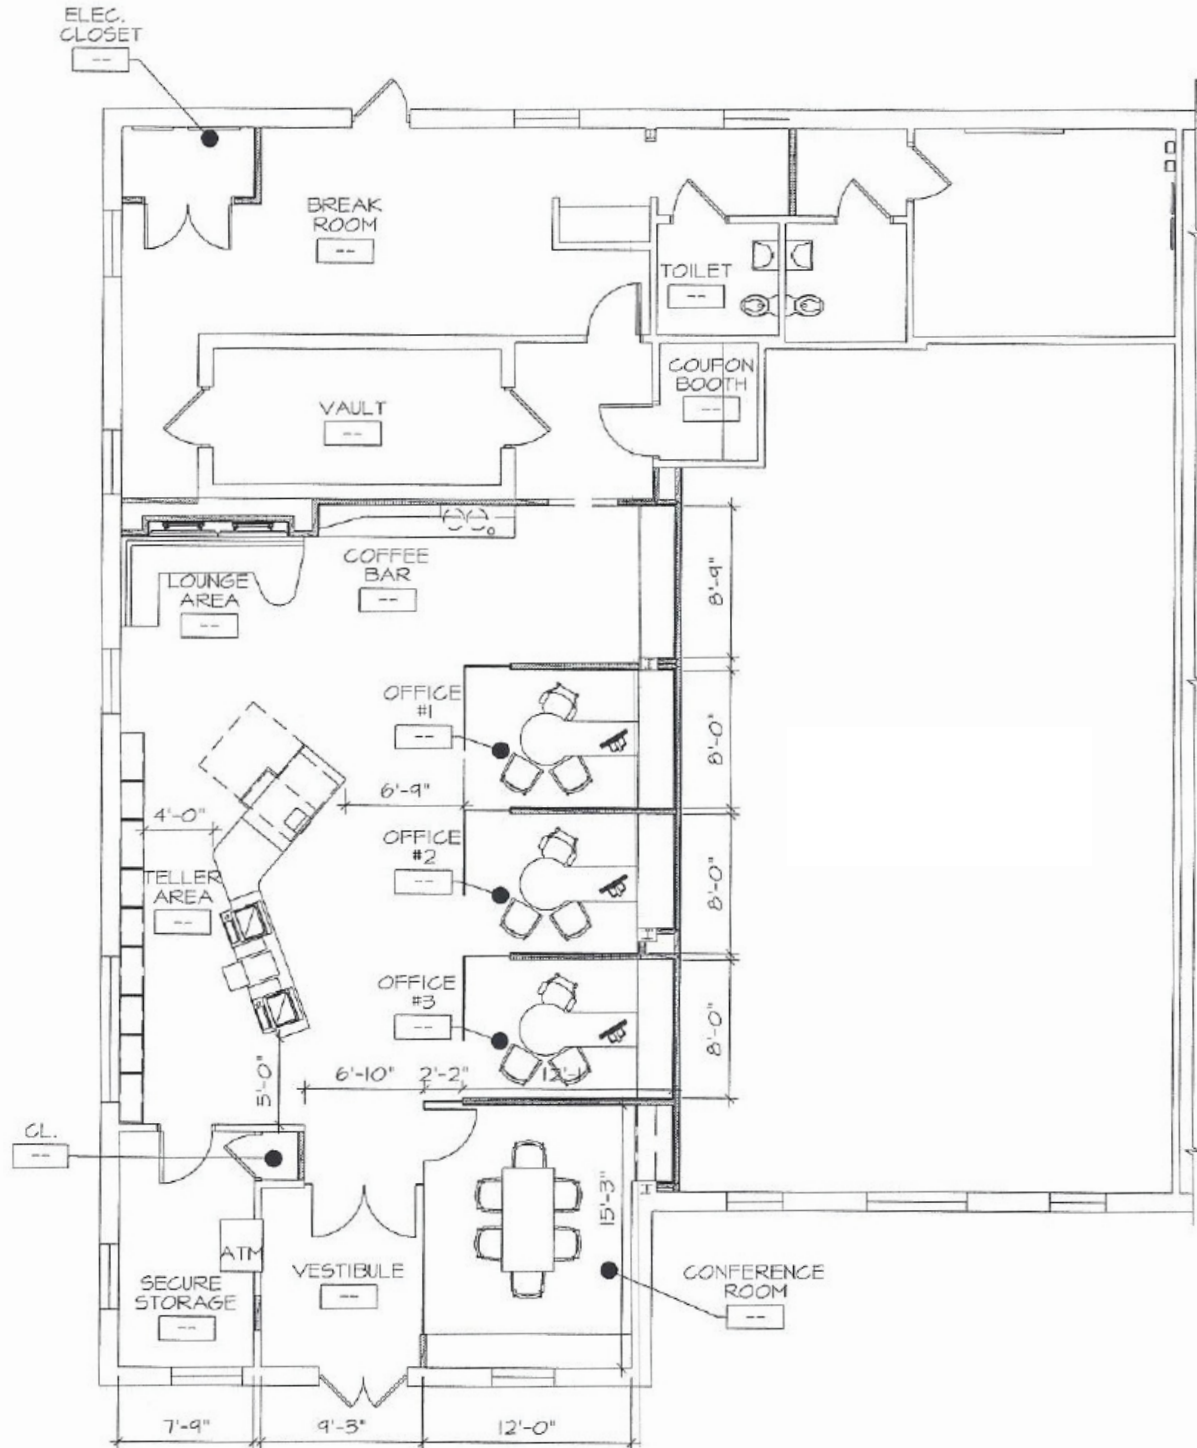 ELEC.
CLOSET
--
BREAK
ROOM
--
TOILET
--
COUPON
BOOTH
--
VAULT
--
COFFEE
BAR
--
LOUNGE
AREA
--
8'-9"
OFFICE
#1
--
8'-0"
6'-9"
4'-0"
OFFICE
#2
--
8'-0"
TELLER
AREA
--
OFFICE
#3
--
8'-0"
6'-10"
2'-2"
12'-1
5'-0"
CL.
--
15'-3"
ATM
VESTIBULE
--
SECURE
STORAGE
--
CONFERENCE
ROOM
--
7'-9"
9'-3"
12'-0"